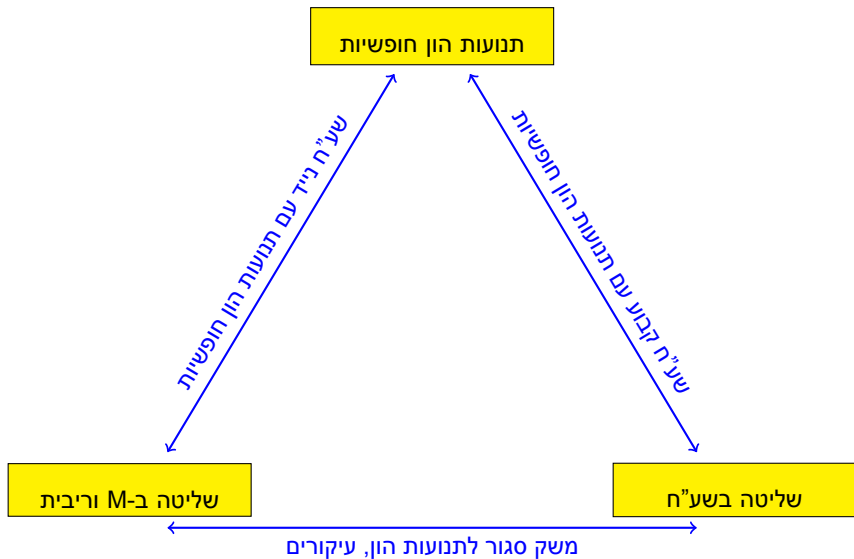 תנועות הון חופשיות
שע"ח נייד עם תנועות הון חופשיות
שע"ח קבוע עם תנועות הון חופשיות
שליטה ב-M וריבית
שליטה בשע"ח
משק סגור לתנועות הון, עיקורים